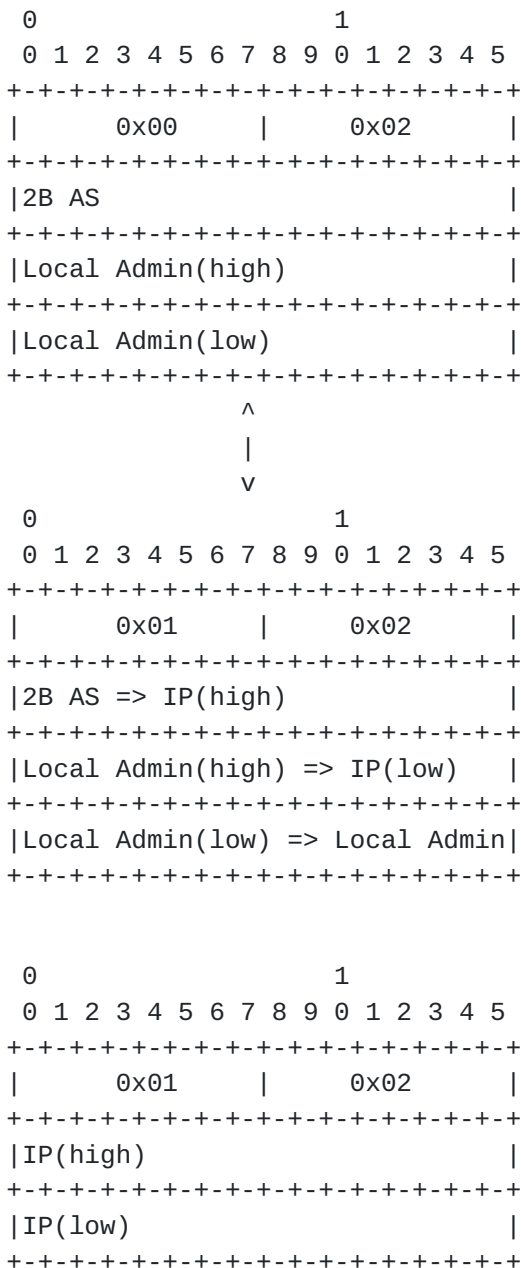 0                   1
 0 1 2 3 4 5 6 7 8 9 0 1 2 3 4 5
+-+-+-+-+-+-+-+-+-+-+-+-+-+-+-+-+
|       0x00    |     0x02      |
+-+-+-+-+-+-+-+-+-+-+-+-+-+-+-+-+
|2B AS                          |
+-+-+-+-+-+-+-+-+-+-+-+-+-+-+-+-+
|Local Admin(high)              |
+-+-+-+-+-+-+-+-+-+-+-+-+-+-+-+-+
|Local Admin(low)               |
+-+-+-+-+-+-+-+-+-+-+-+-+-+-+-+-+
               ^
               |
               v
 0                   1
 0 1 2 3 4 5 6 7 8 9 0 1 2 3 4 5
+-+-+-+-+-+-+-+-+-+-+-+-+-+-+-+-+
|       0x01    |     0x02      |
+-+-+-+-+-+-+-+-+-+-+-+-+-+-+-+-+
|2B AS => IP(high)              |
+-+-+-+-+-+-+-+-+-+-+-+-+-+-+-+-+
|Local Admin(high) => IP(low)   |
+-+-+-+-+-+-+-+-+-+-+-+-+-+-+-+-+
|Local Admin(low) => Local Admin|
+-+-+-+-+-+-+-+-+-+-+-+-+-+-+-+-+
 0                   1
 0 1 2 3 4 5 6 7 8 9 0 1 2 3 4 5
+-+-+-+-+-+-+-+-+-+-+-+-+-+-+-+-+
|       0x01    |     0x02      |
+-+-+-+-+-+-+-+-+-+-+-+-+-+-+-+-+
|IP(high)                       |
+-+-+-+-+-+-+-+-+-+-+-+-+-+-+-+-+
|IP(low)                        |
+-+-+-+-+-+-+-+-+-+-+-+-+-+-+-+-+